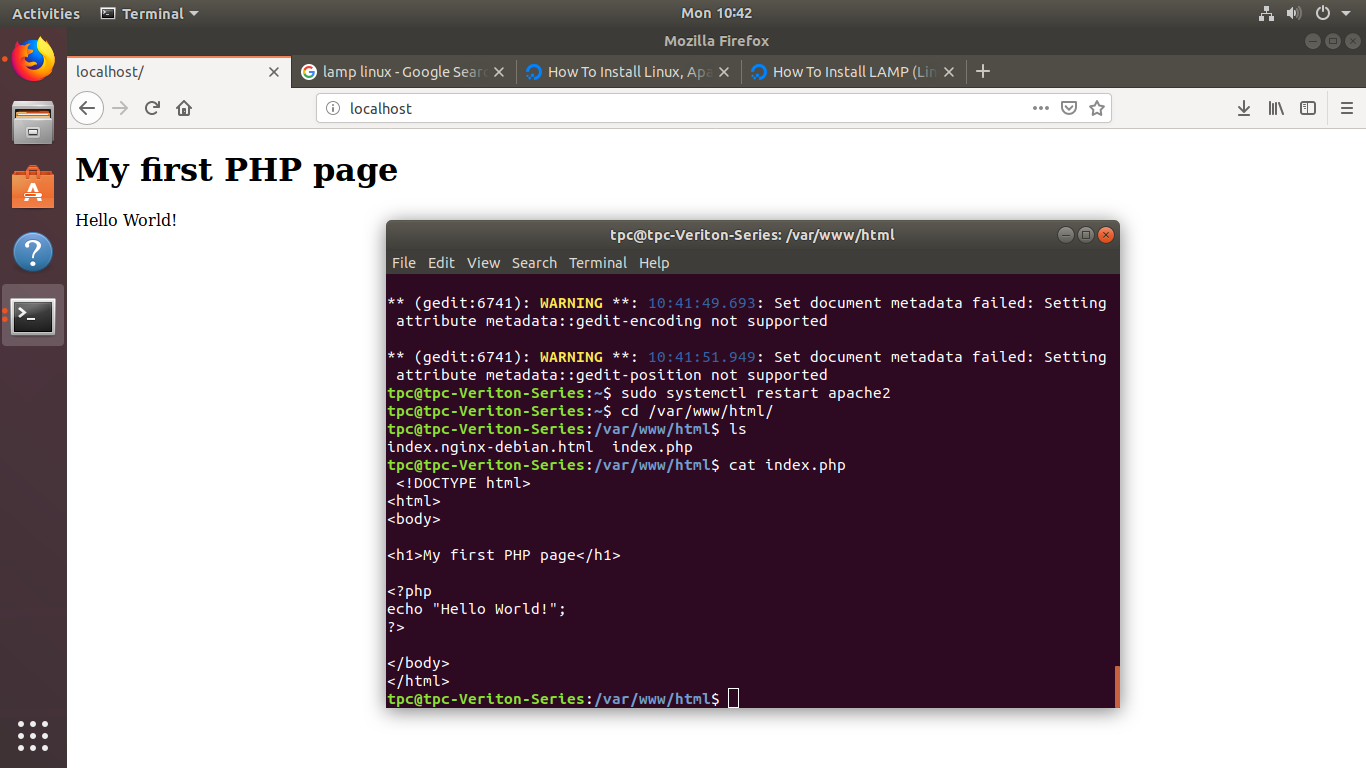 Activities Terminal Mon 10:42
Mozilla Firefox
localhost/ lamp linux - Google Sear How To Install Linux, Apa How To Install LAMP (Lin
localhost
My first PHP page
Hello World!
tpc@tpc-Veriton-Series: /var/www/html
File Edit View Search Terminal Help
** (gedit:6741): WARNING **: 10:41:49.693: Set document metadata failed: Setting
attribute metadata::gedit-encoding not supported
** (gedit:6741): WARNING **: 10:41:51.949: Set document metadata failed: Setting
attribute metadata::gedit-position not supported
tpc@tpc-Veriton-Series:~$ sudo systemctl restart apache2
tpc@tpc-Veriton-Series:~$ cd /var/www/html/
tpc@tpc-Veriton-Series:/var/www/html$ ls
index.nginx-debian.html  index.php
tpc@tpc-Veriton-Series:/var/www/html$ cat index.php
<!DOCTYPE html>
<html>
<body>
<h1>My first PHP page</h1>
<?php
echo "Hello World!";
?>
</body>
</html>
tpc@tpc-Veriton-Series:/var/www/html$